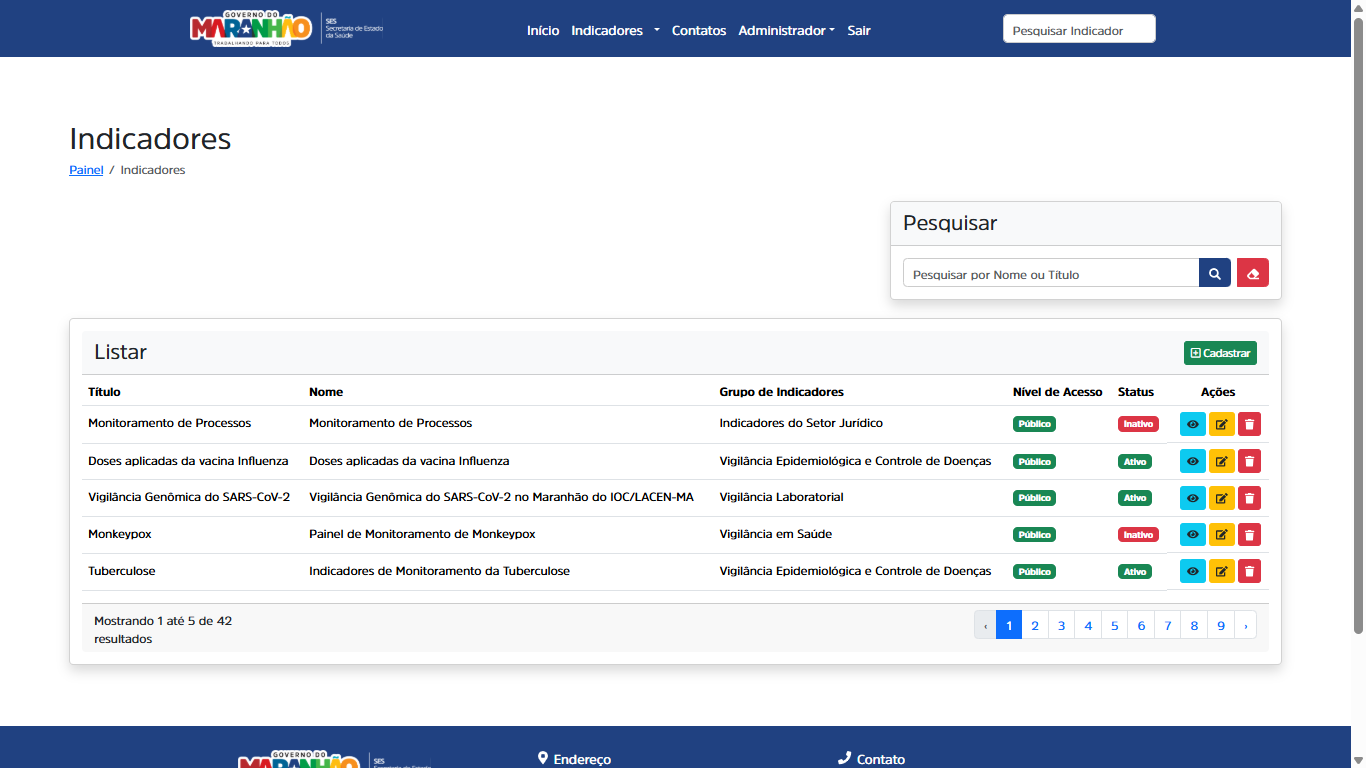 GOVERNO DO
MARANHÃO
TRABALHANDO PARA TODOS
SES
Secretaria de Estado
da Saúde
Início Indicadores Contatos Administrador Sair
Pesquisar Indicador
Indicadores
Painel / Indicadores
Pesquisar
Pesquisar por Nome ou Título
Listar
Cadastrar
Título Nome Grupo de Indicadores Nível de Acesso Status Ações
Monitoramento de Processos Monitoramento de Processos Indicadores do Setor Jurídico Público Inativo
Doses aplicadas da vacina Influenza Doses aplicadas da vacina Influenza Vigilância Epidemiológica e Controle de Doenças Público Ativo
Vigilância Genômica do SARS-CoV-2 Vigilância Genômica do SARS-CoV-2 no Maranhão do IOC/LACEN-MA Vigilância Laboratorial Público Ativo
Monkeypox Painel de Monitoramento de Monkeypox Vigilância em Saúde Público Inativo
Tuberculose Indicadores de Monitoramento da Tuberculose Vigilância Epidemiológica e Controle de Doenças Público Ativo
Mostrando 1 até 5 de 42
resultados
‹ 1 2 3 4 5 6 7 8 9 ›
GOVERNO DO
MARANHÃO
SES
Endereço
Contato